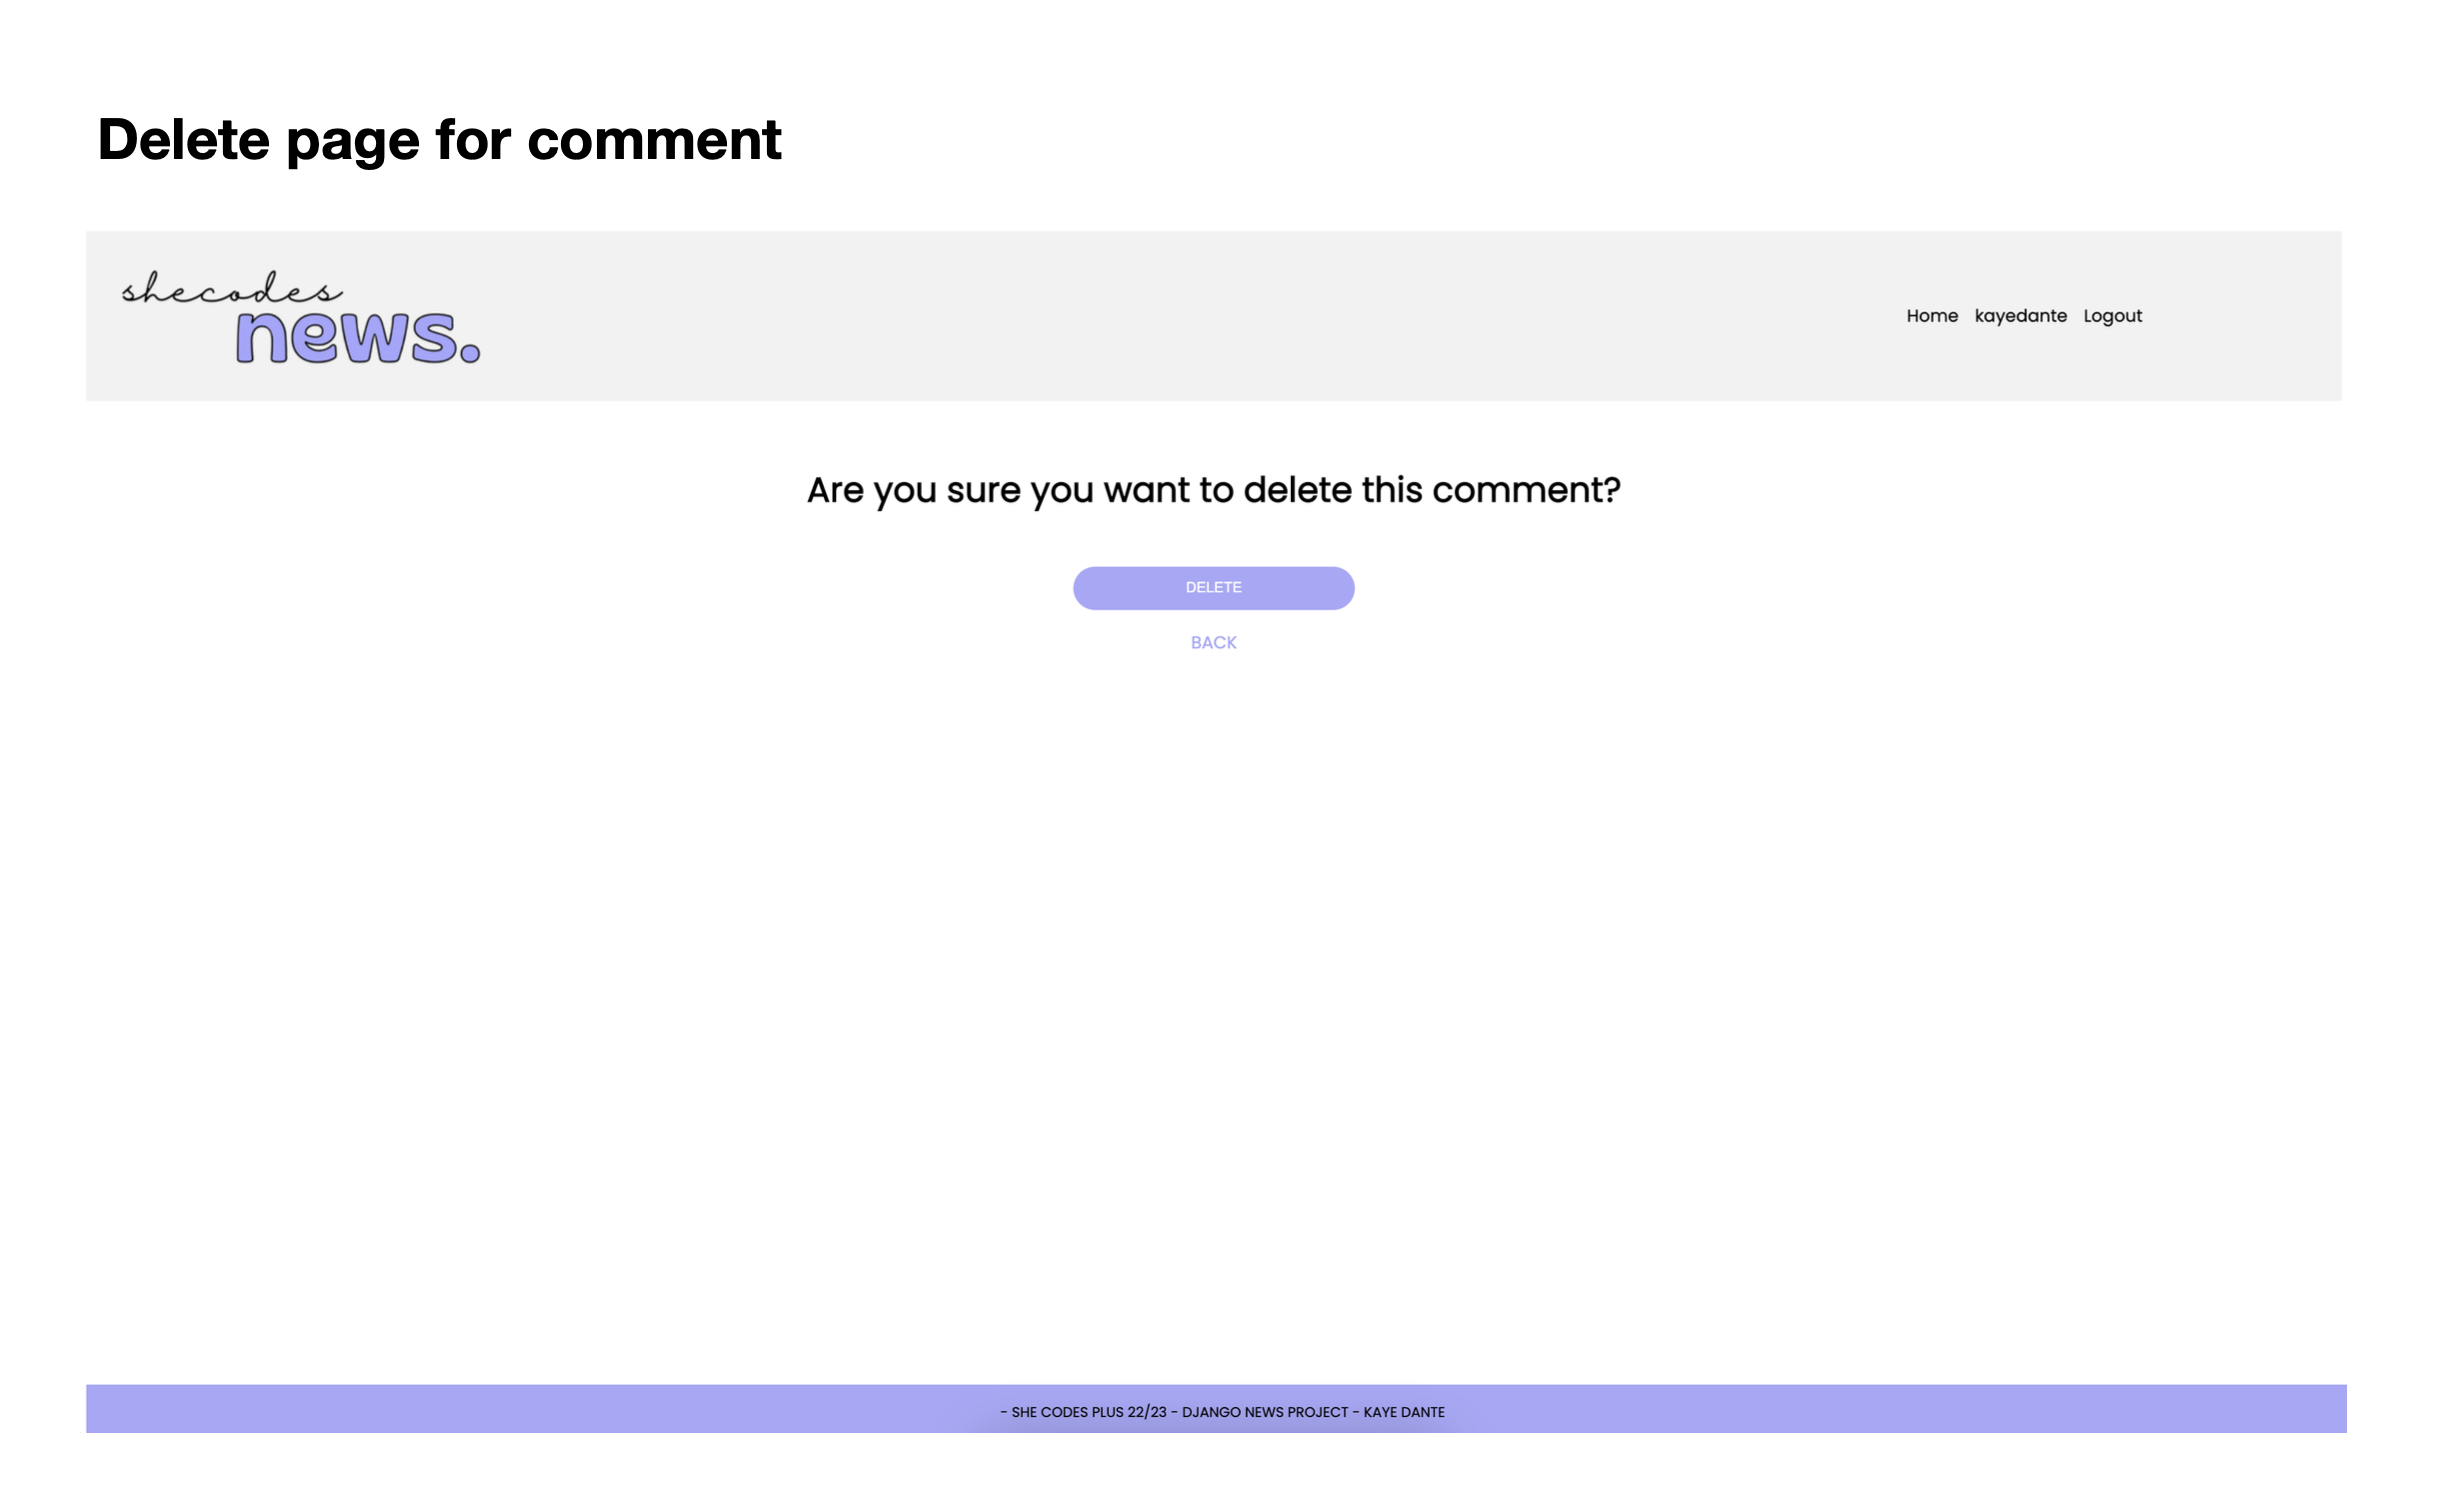 Delete page for comment
shecodes
news.
Home kayedante Logout
Are you sure you want to delete this comment?
DELETE
BACK
- SHE CODES PLUS 22/23 - DJANGO NEWS PROJECT - KAYE DANTE